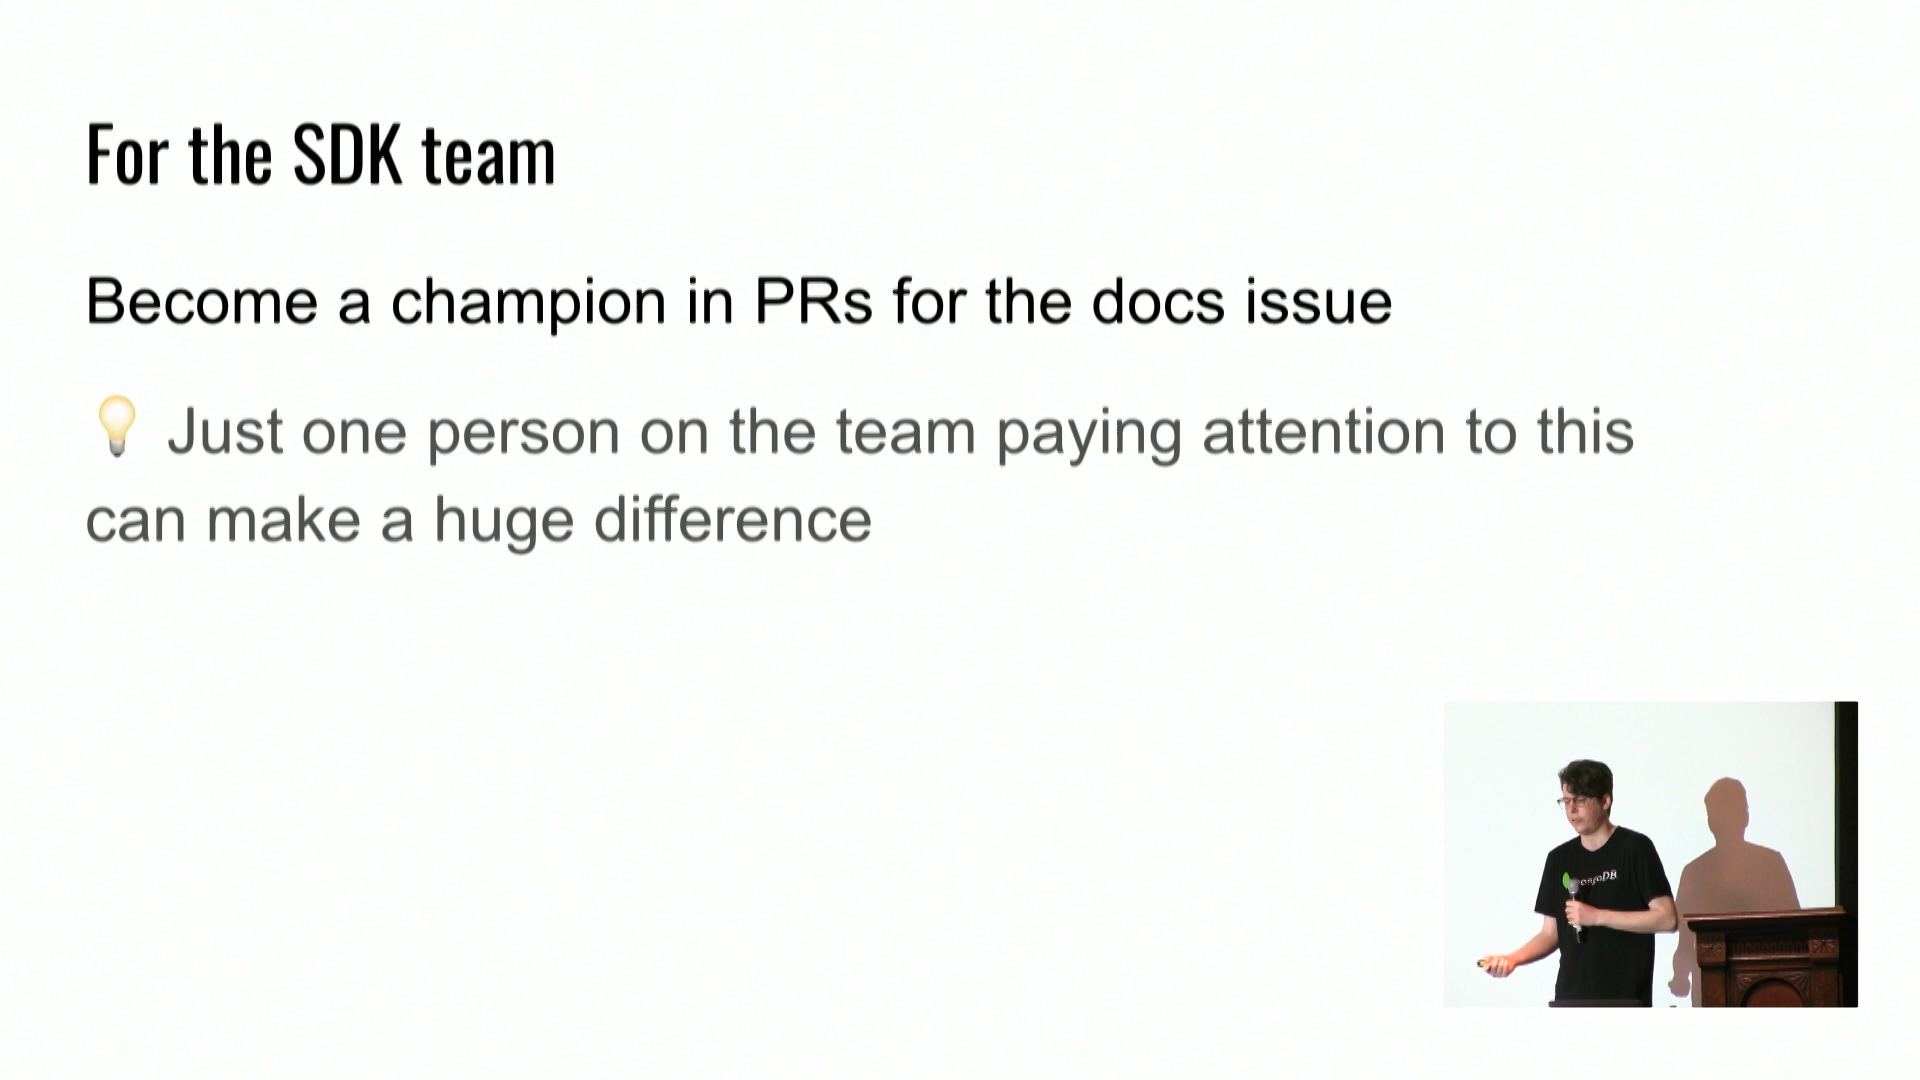 For the SDK team
Become a champion in PRs for the docs issue
💡 Just one person on the team paying attention to this
can make a huge difference